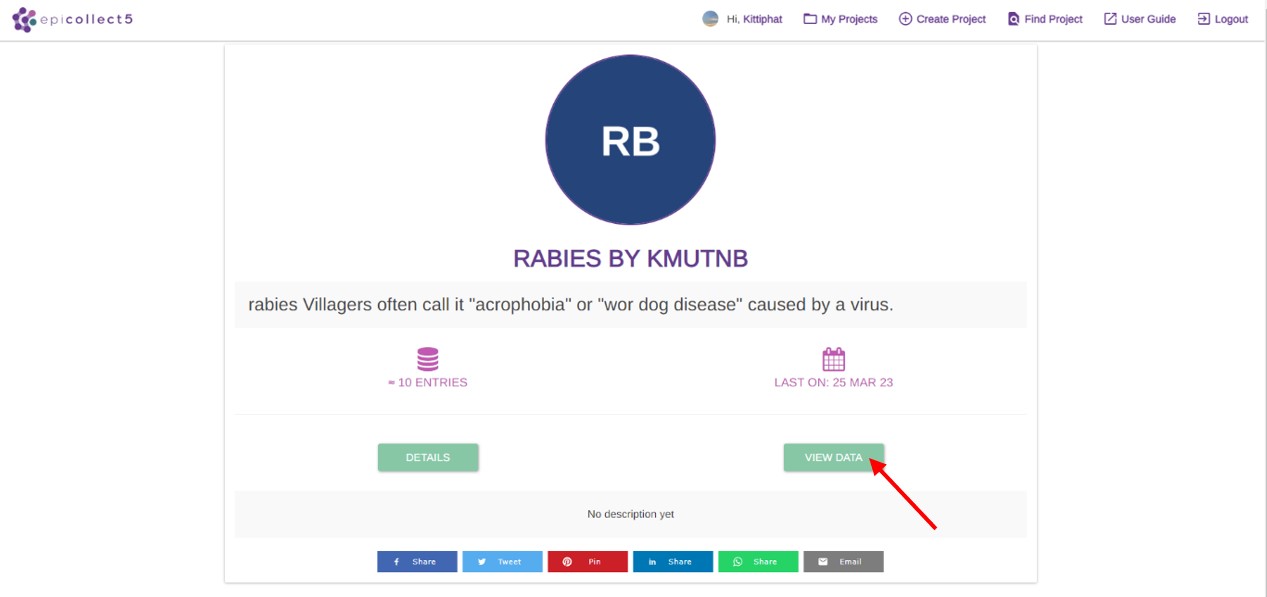 epicollect5
Hi, Kittiphat My Projects Create Project Find Project User Guide Logout
RB
RABIES BY KMUTNB
rabies Villagers often call it "acrophobia" or "wor dog disease" caused by a virus.
= 10 ENTRIES LAST ON: 25 MAR 23
DETAILS VIEW DATA
No description yet
Share Tweet Pin Share Share Email